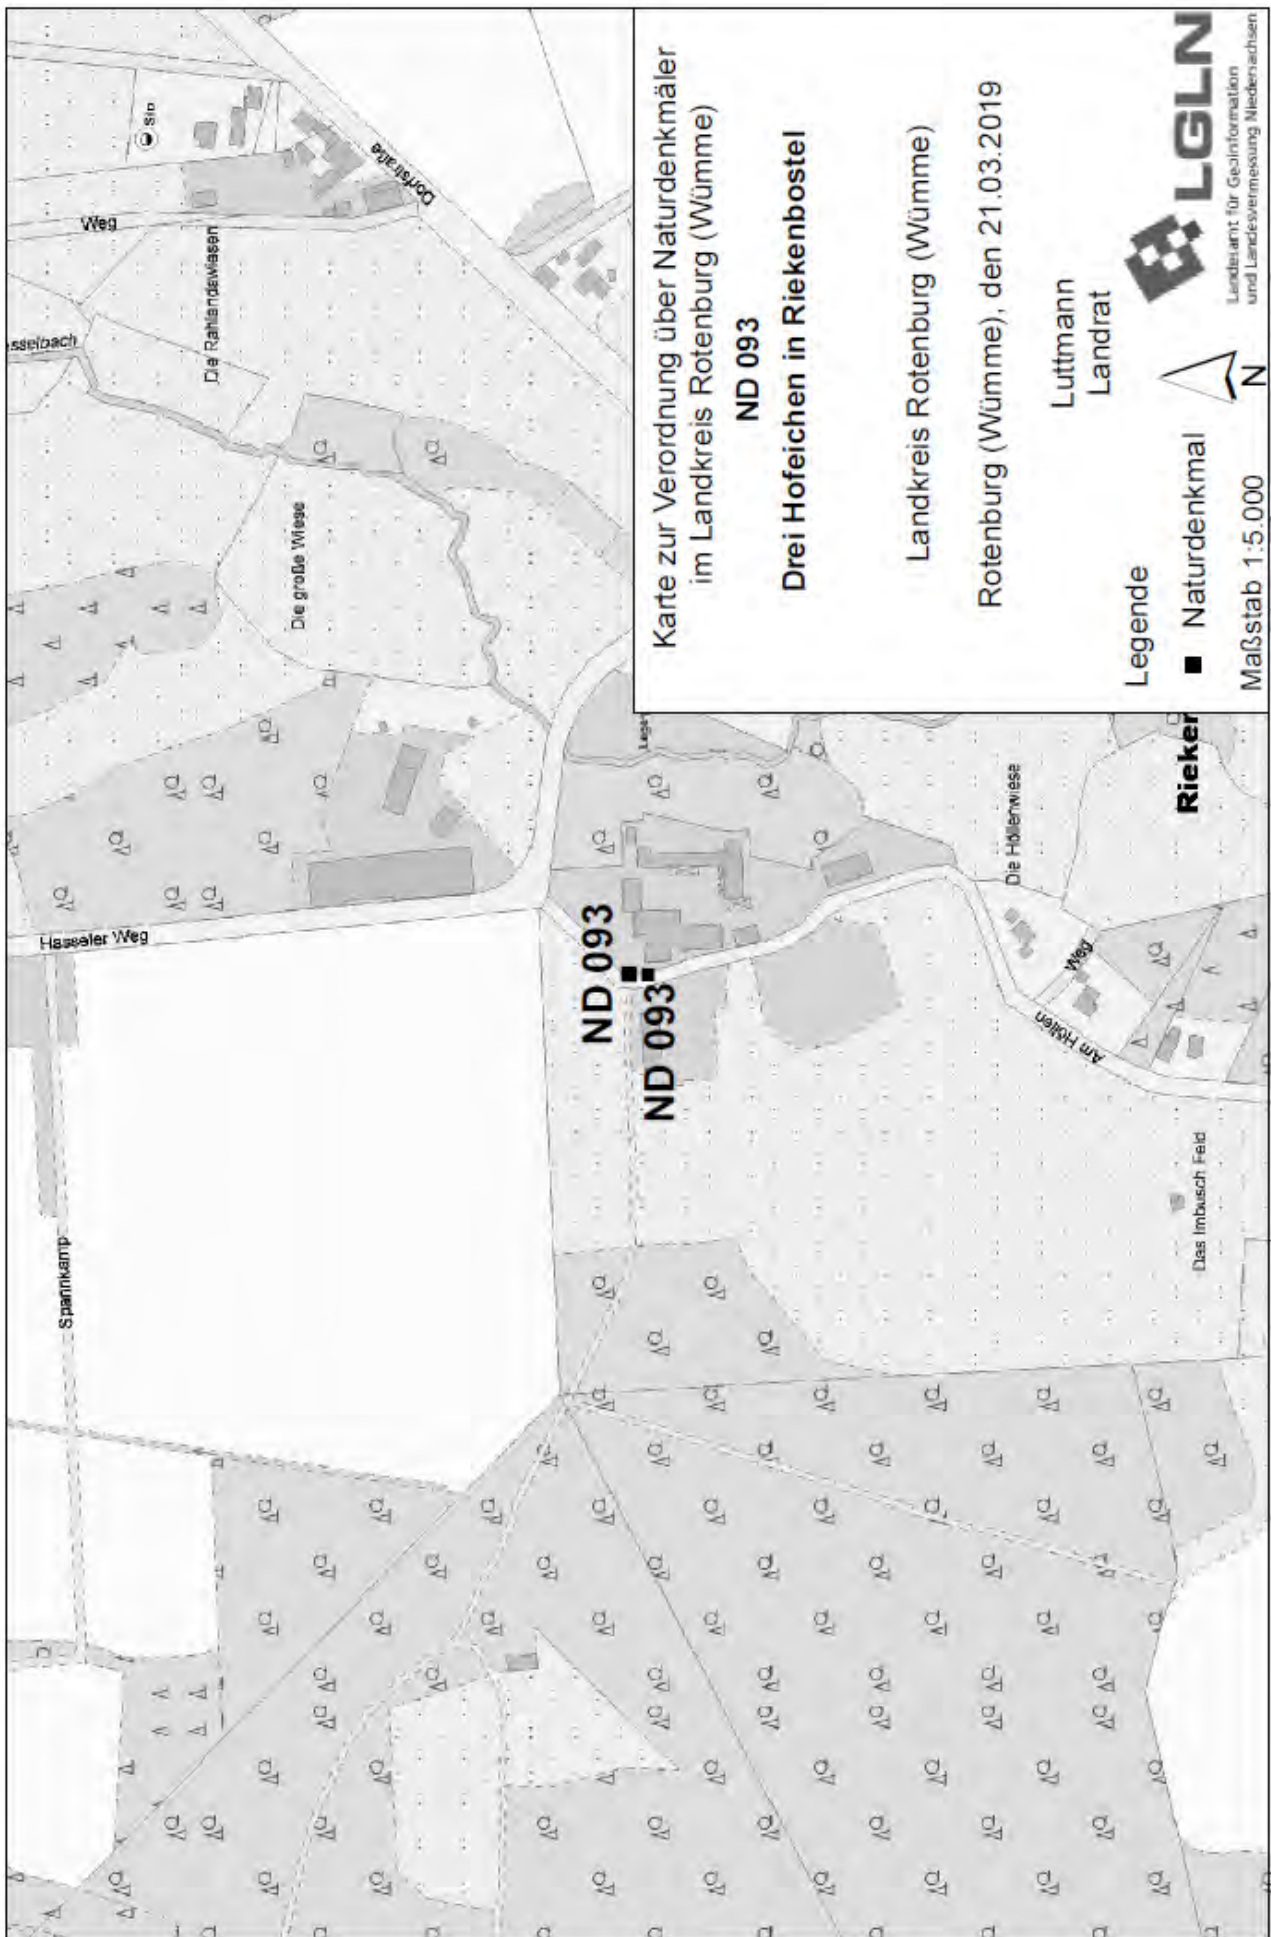 Karte zur Verordnung über Naturdenkmäler
im Landkreis Rotenburg (Wümme)
ND 093
Drei Hofeichen in Riekenbostel
Landkreis Rotenburg (Wümme)
Rotenburg (Wümme), den 21.03.2019
Luttmann
Landrat
Legende
Naturdenkmal
Maßstab 1:5.000
N
LGLN
Landesamt für Geoinformation
und Landesvermessung Niedersachsen
Spannkamp
Hasseler Weg
Weg
Dorfstraße
Die Rahlandswiesen
Die große Wiese
sselbach
ND 093
ND 093
Die Höllenwiese
Am Höllen
Weg
Das Imbusch Feld
Rieker